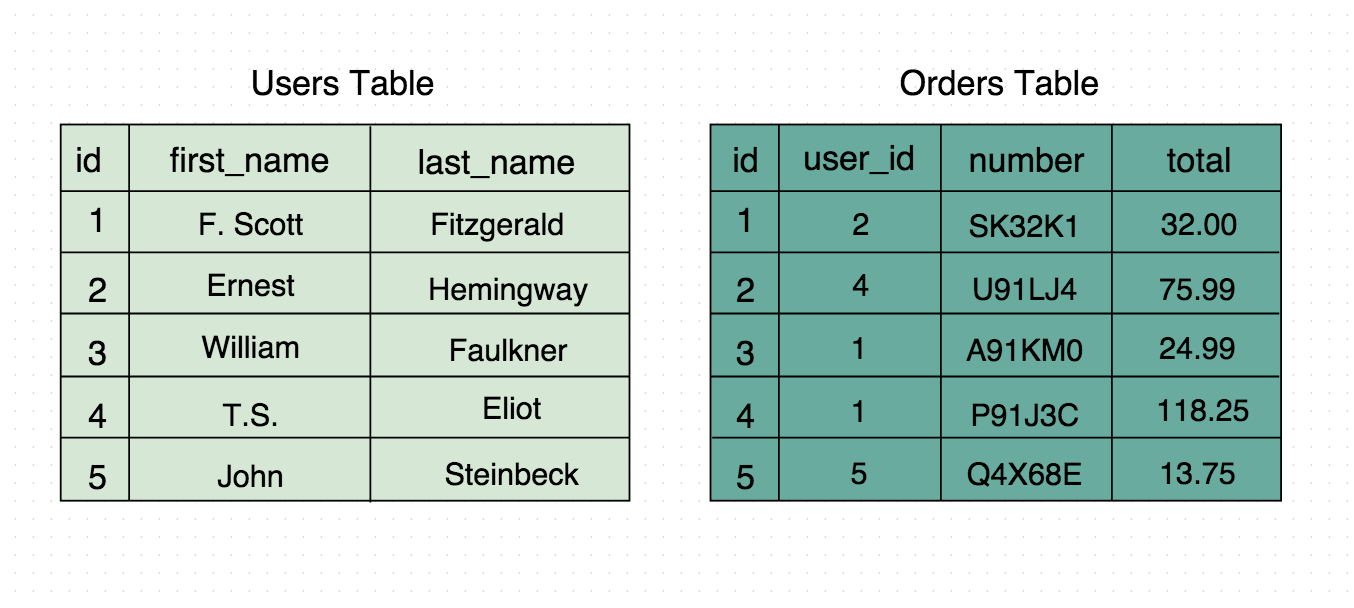 Users Table
id first_name last_name
1 F. Scott Fitzgerald
2 Ernest Hemingway
3 William Faulkner
4 T.S. Eliot
5 John Steinbeck
Orders Table
id user_id number total
1 2 SK32K1 32.00
2 4 U91LJ4 75.99
3 1 A91KM0 24.99
4 1 P91J3C 118.25
5 5 Q4X68E 13.75